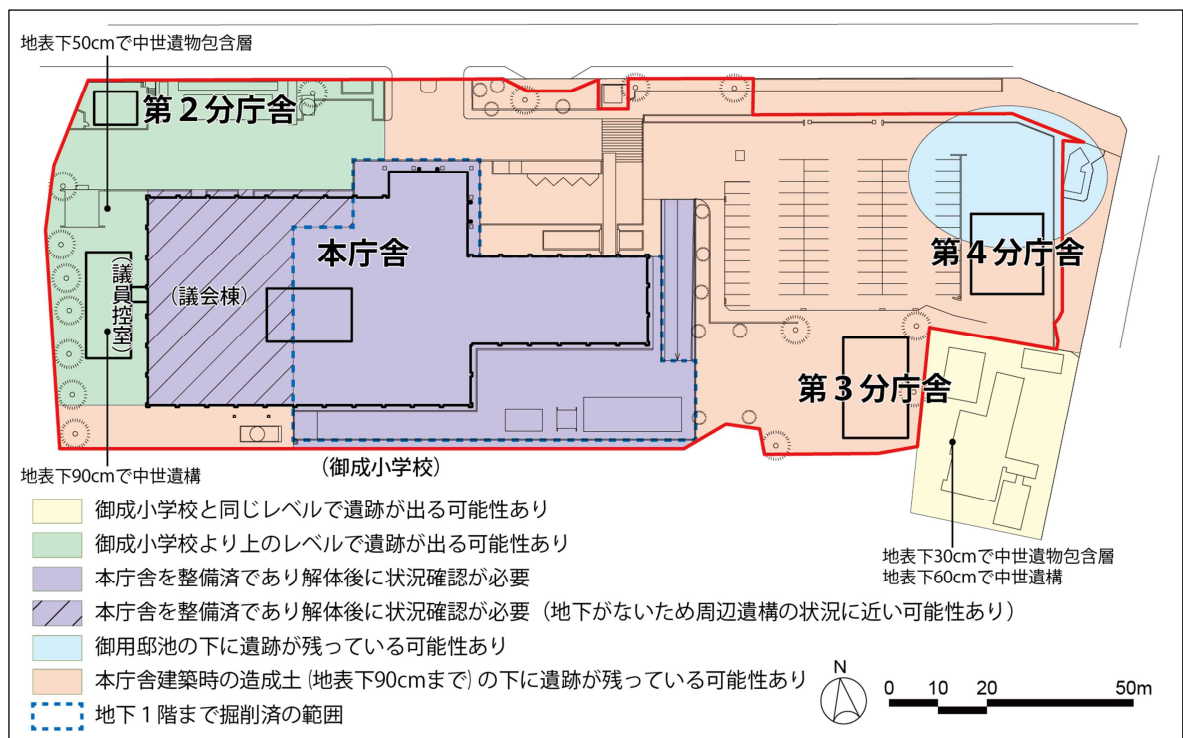 地表下50cmで中世遺物包含層
第２分庁舎
本庁舎
（議会棟）
（議員控室）
第４分庁舎
第３分庁舎
（御成小学校）
地表下90cmで中世遺構
地表下30cmで中世遺物包含層
地表下60cmで中世遺構
御成小学校と同じレベルで遺跡が出る可能性あり
御成小学校より上のレベルで遺跡が出る可能性あり
本庁舎を整備済であり解体後に状況確認が必要
本庁舎を整備済であり解体後に状況確認が必要（地下がないため周辺遺構の状況に近い可能性あり）
御用邸池の下に遺跡が残っている可能性あり
本庁舎建築時の造成土（地表下90cmまで）の下に遺跡が残っている可能性あり
地下１階まで掘削済の範囲
N
0 10 20 50m